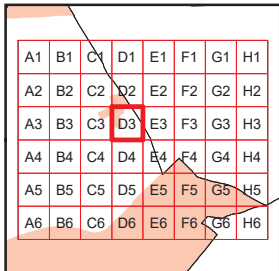 A1 B1 C1 D1 E1 F1 G1 H1
A2 B2 C2 D2 E2 F2 G2 H2
A3 B3 C3 D3 E3 F3 G3 H3
A4 B4 C4 D4 E4 F4 G4 H4
A5 B5 C5 D5 E5 F5 G5 H5
A6 B6 C6 D6 E6 F6 G6 H6